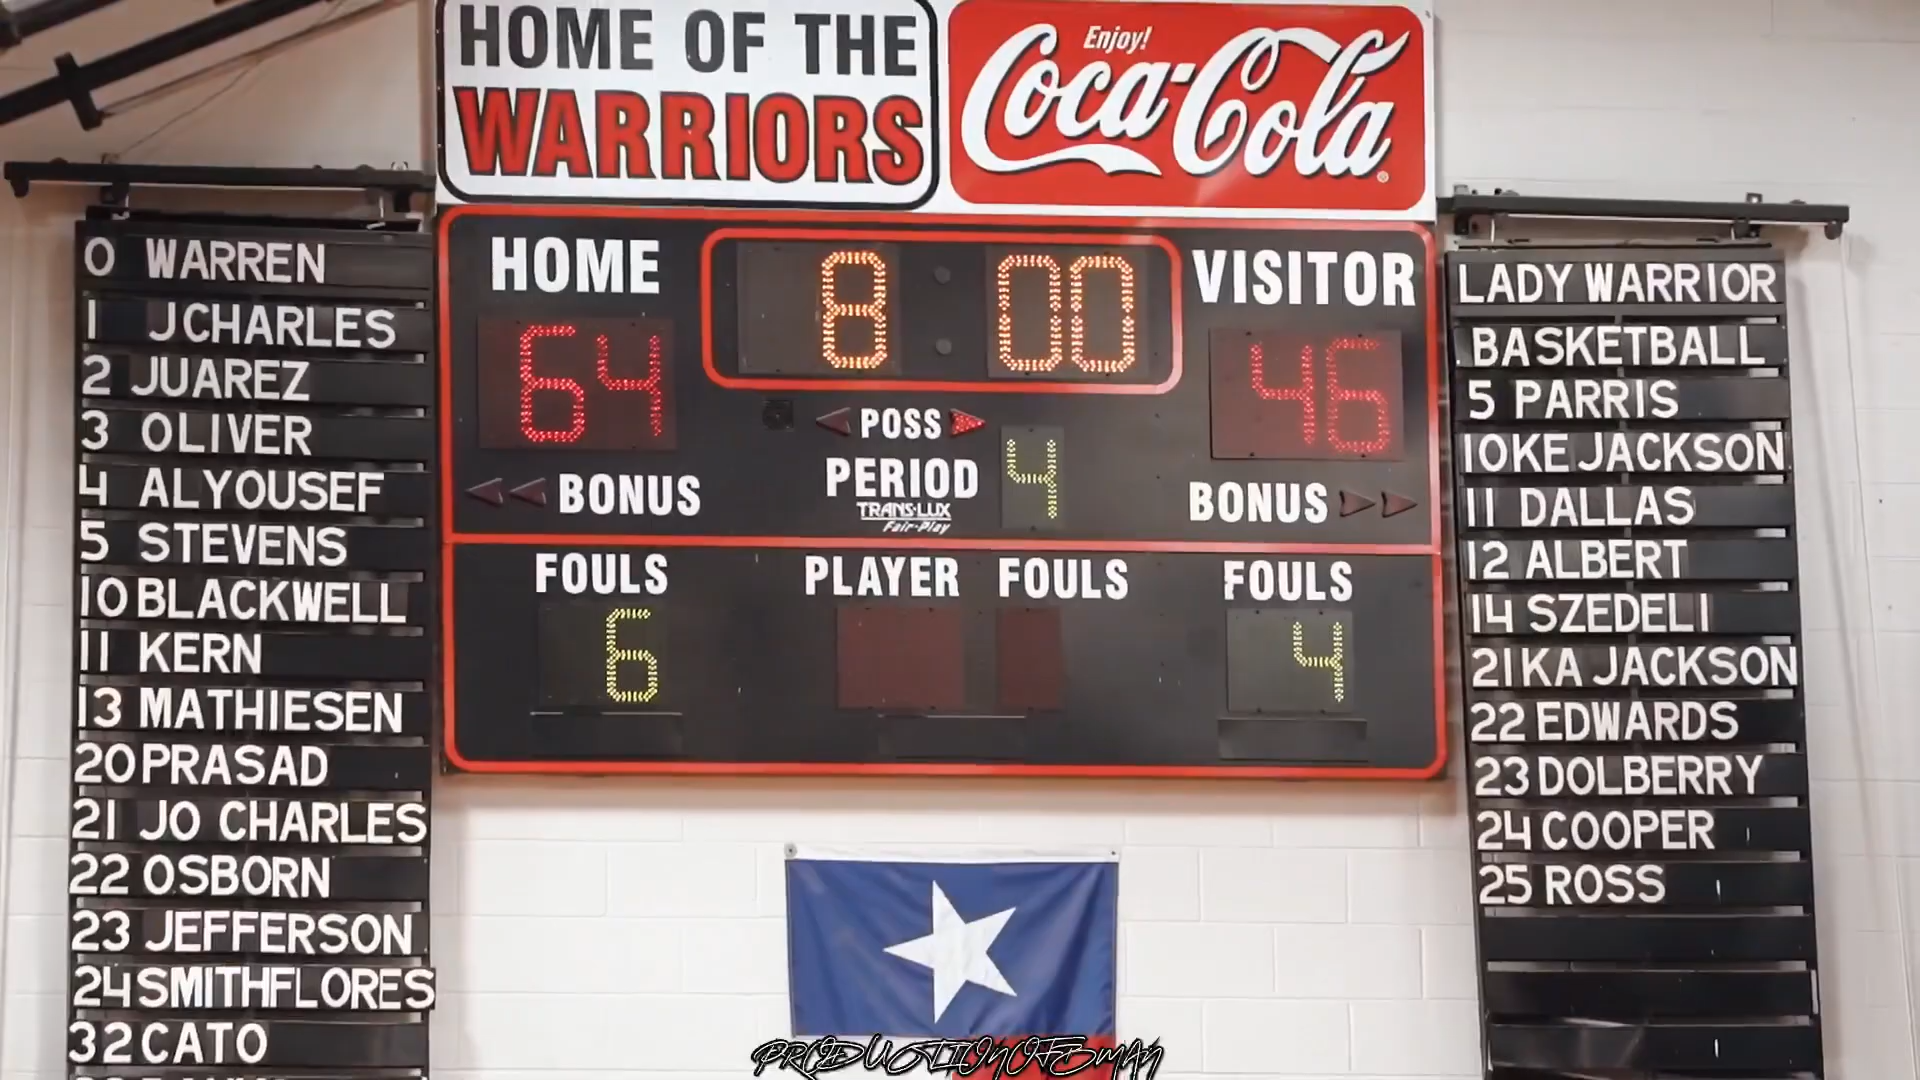 HOME OF THE
WARRIORS
Enjoy!
Coca-Cola
0 WARREN
1 JCHARLES
2 JUAREZ
3 OLIVER
4 ALYOUSEF
5 STEVENS
10 BLACKWELL
11 KERN
13 MATHIESEN
20 PRASAD
21 JO CHARLES
22 OSBORN
23 JEFFERSON
24 SMITHFLORES
32 CATO
HOME
8:00
VISITOR
64
46
POSS
PERIOD
4
TRANS-LUX
Fair-Play
BONUS
BONUS
FOULS
PLAYER FOULS
FOULS
6
4
LADY WARRIOR
BASKETBALL
5 PARRIS
10 KE JACKSON
11 DALLAS
12 ALBERT
14 SZEDELI
21 KA JACKSON
22 EDWARDS
23 DOLBERRY
24 COOPER
25 ROSS
PRODUCTIONOFBMAN